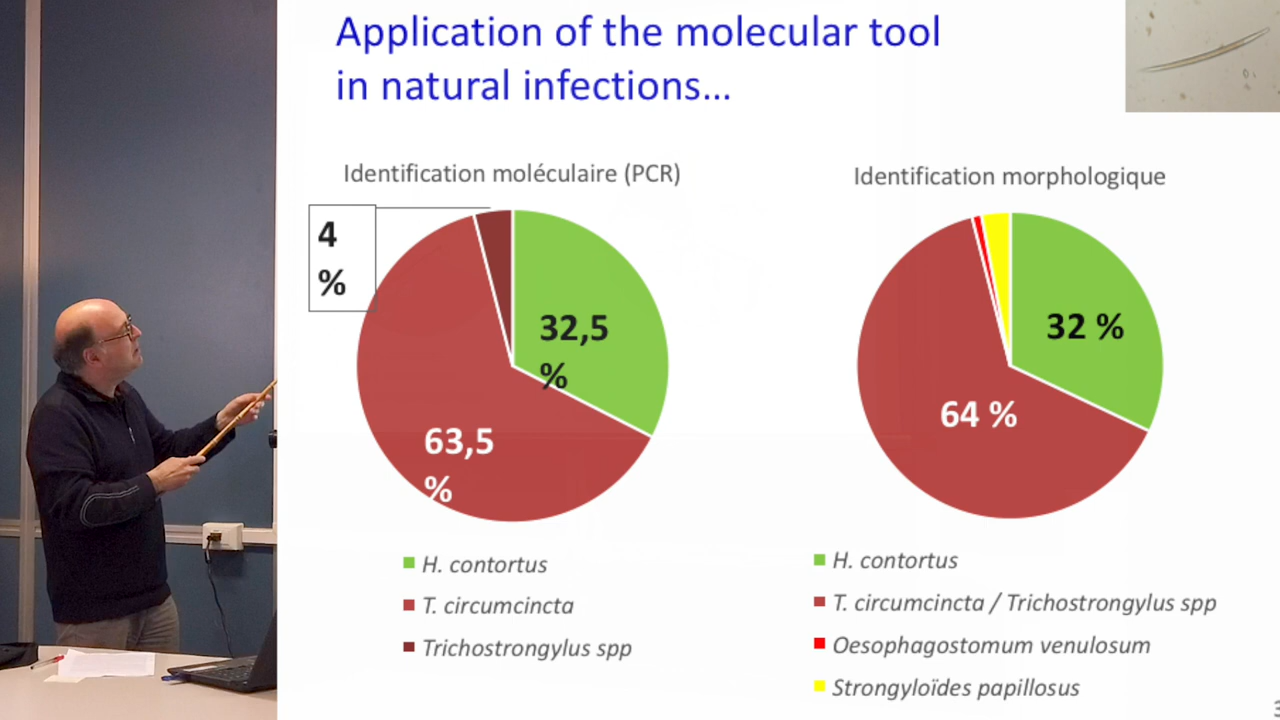 Application of the molecular tool
in natural infections...
Identification moléculaire (PCR)
4
%
32,5
%
63,5
%
H. contortus
T. circumcincta
Trichostrongylus spp
Identification morphologique
32 %
64 %
H. contortus
T. circumcincta / Trichostrongylus spp
Oesophagostomum venulosum
Strongyloïdes papillosus